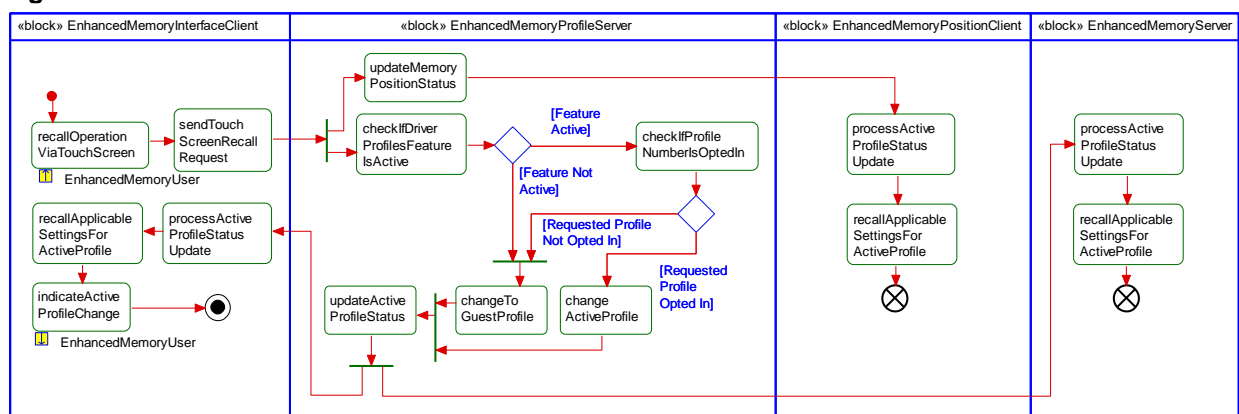 «block» EnhancedMemoryInterfaceClient
«block» EnhancedMemoryProfileServer
«block» EnhancedMemoryPositionClient
«block» EnhancedMemoryServer
recallOperation
ViaTouchScreen
EnhancedMemoryUser
sendTouch
ScreenRecall
Request
updateMemory
PositionStatus
checkIfDriver
ProfilesFeature
IsActive
[Feature
Active]
[Feature Not
Active]
checkIfProfile
NumberIsOptedIn
[Requested Profile
Not Opted In]
[Requested
Profile
Opted In]
changeTo
GuestProfile
change
ActiveProfile
updateActive
ProfileStatus
processActive
ProfileStatus
Update
recallApplicable
SettingsFor
ActiveProfile
indicateActive
ProfileChange
EnhancedMemoryUser
processActive
ProfileStatus
Update
recallApplicable
SettingsFor
ActiveProfile
processActive
ProfileStatus
Update
recallApplicable
SettingsFor
ActiveProfile